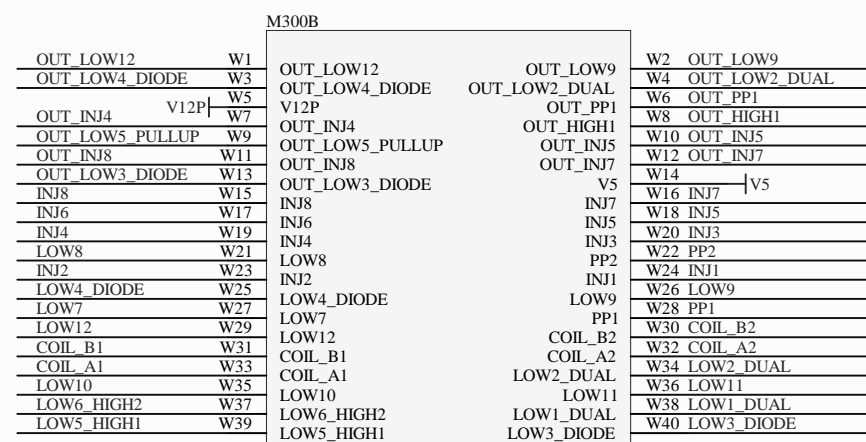 M300B
OUT_LOW12 W1 OUT_LOW12 OUT_LOW9 W2 OUT_LOW9
OUT_LOW4_DIODE W3 OUT_LOW4_DIODE OUT_LOW2_DUAL W4 OUT_LOW2_DUAL
V12P W5 V12P OUT_PP1 W6 OUT_PP1
OUT_INJ4 W7 OUT_INJ4 OUT_HIGH1 W8 OUT_HIGH1
OUT_LOW5_PULLUP W9 OUT_LOW5_PULLUP OUT_INJ5 W10 OUT_INJ5
OUT_INJ8 W11 OUT_INJ8 OUT_INJ7 W12 OUT_INJ7
OUT_LOW3_DIODE W13 OUT_LOW3_DIODE V5 W14 V5
INJ8 W15 INJ8 INJ7 W16 INJ7
INJ6 W17 INJ6 INJ5 W18 INJ5
INJ4 W19 INJ4 INJ3 W20 INJ3
LOW8 W21 LOW8 PP2 W22 PP2
INJ2 W23 INJ2 INJ1 W24 INJ1
LOW4_DIODE W25 LOW4_DIODE LOW9 W26 LOW9
LOW7 W27 LOW7 PP1 W28 PP1
LOW12 W29 LOW12 COIL_B2 W30 COIL_B2
COIL_B1 W31 COIL_B1 COIL_A2 W32 COIL_A2
COIL_A1 W33 COIL_A1 LOW2_DUAL W34 LOW2_DUAL
LOW10 W35 LOW10 LOW11 W36 LOW11
LOW6_HIGH2 W37 LOW6_HIGH2 LOW1_DUAL W38 LOW1_DUAL
LOW5_HIGH1 W39 LOW5_HIGH1 LOW3_DIODE W40 LOW3_DIODE